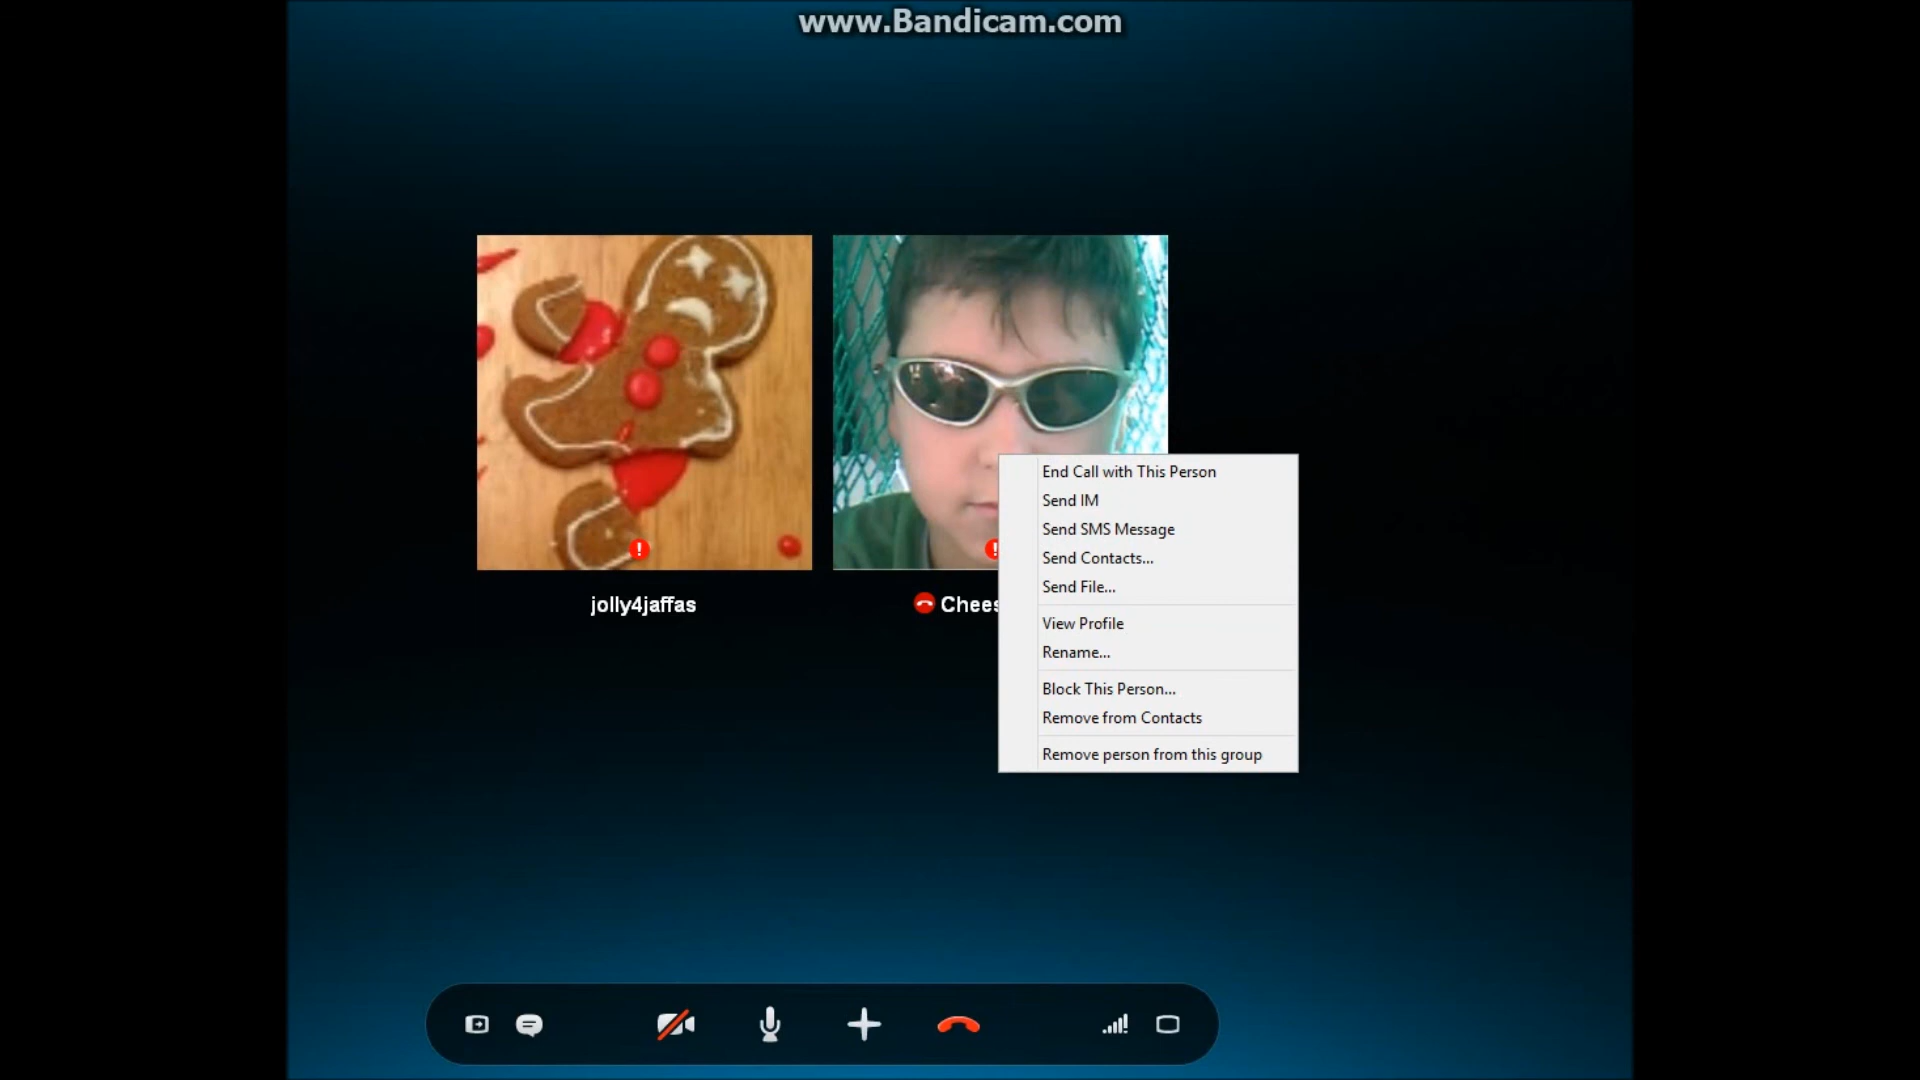 www.Bandicam.com
jolly4jaffas
Chees
End Call with This Person
Send IM
Send SMS Message
Send Contacts...
Send File...
View Profile
Rename...
Block This Person...
Remove from Contacts
Remove person from this group